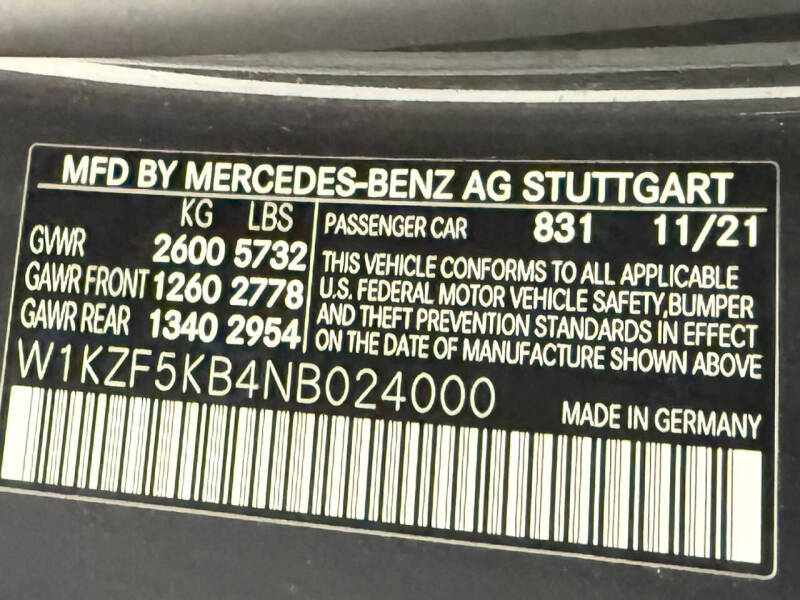 MFD BY MERCEDES-BENZ AG STUTTGART
KG LBS
GVWR 2600 5732
GAWR FRONT 1260 2778
GAWR REAR 1340 2954
PASSENGER CAR 831 11/21
THIS VEHICLE CONFORMS TO ALL APPLICABLE
U.S. FEDERAL MOTOR VEHICLE SAFETY,BUMPER
AND THEFT PREVENTION STANDARDS IN EFFECT
ON THE DATE OF MANUFACTURE SHOWN ABOVE
W1KZF5KB4NB024000
MADE IN GERMANY